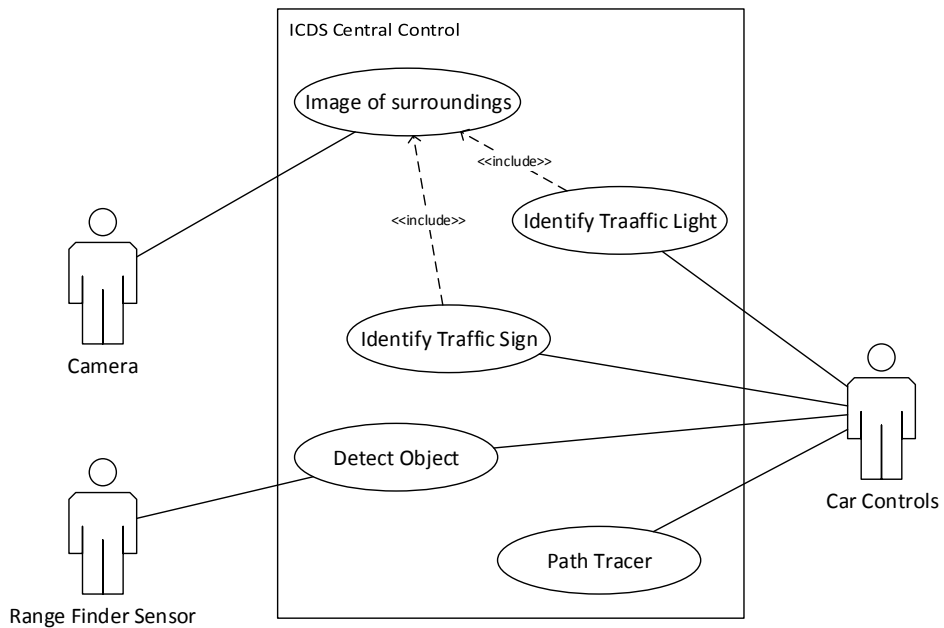 ICDS Central Control
Image of surroundings
<<include>>
<<include>>
Identify Traaffic Light
Identify Traffic Sign
Camera
Detect Object
Car Controls
Path Tracer
Range Finder Sensor